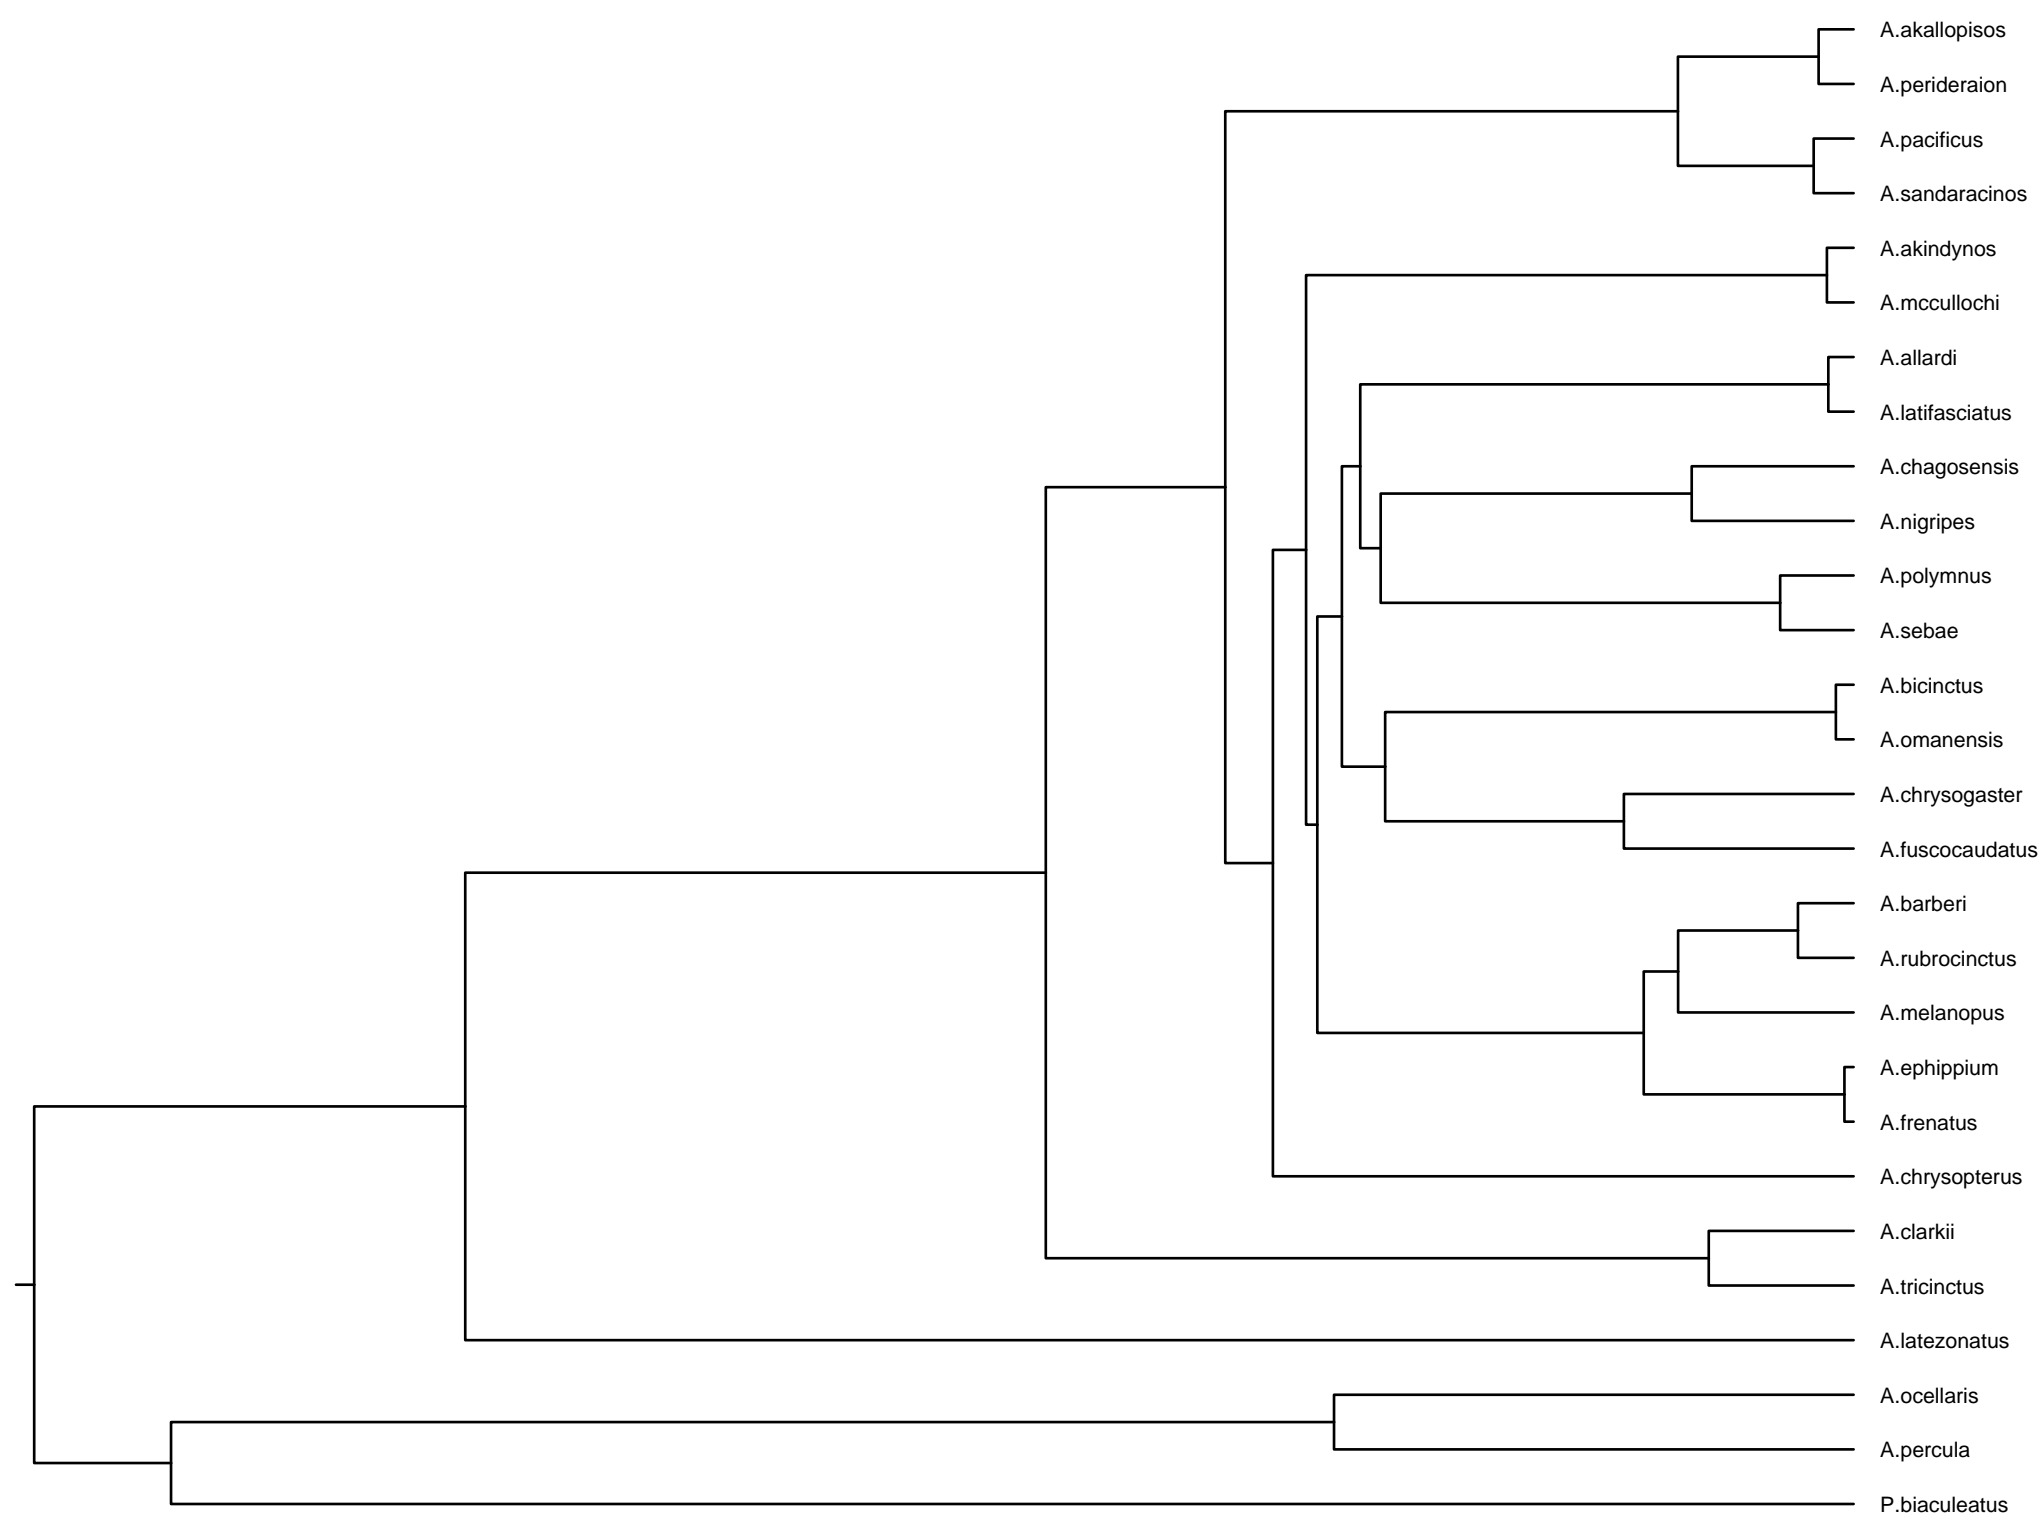 A.akallopisos
A.perideraion
A.pacificus
A.sandaracinos
A.akindynos
A.mccullochi
A.allardi
A.latifasciatus
A.chagosensis
A.nigripes
A.polymnus
A.sebae
A.bicinctus
A.omanensis
A.chrysogaster
A.fuscocaudatus
A.barberi
A.rubrocinctus
A.melanopus
A.ephippium
A.frenatus
A.chrysopterus
A.clarkii
A.tricinctus
A.latezonatus
A.ocellaris
A.percula
P.biaculeatus